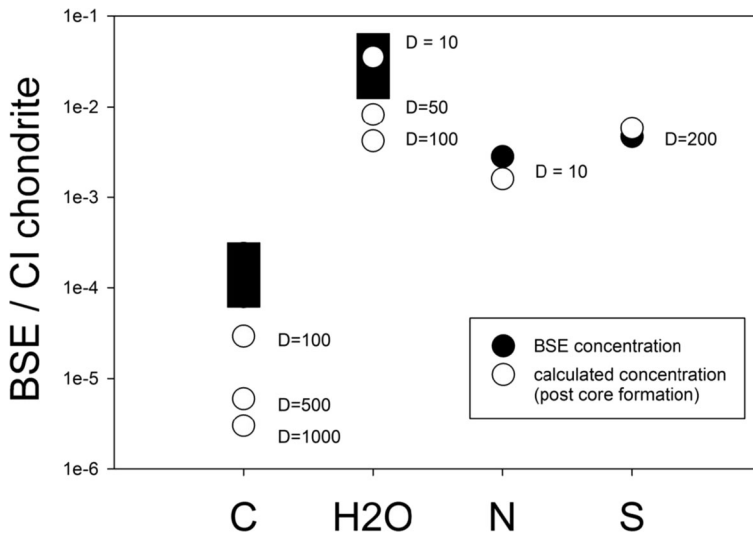 BSE / CI chondrite
1e-1
1e-2
1e-3
1e-4
1e-5
1e-6
D = 10
D=50
D=100
D = 10
D=200
D=100
D=500
D=1000
BSE concentration
calculated concentration
(post core formation)
C
H2O
N
S